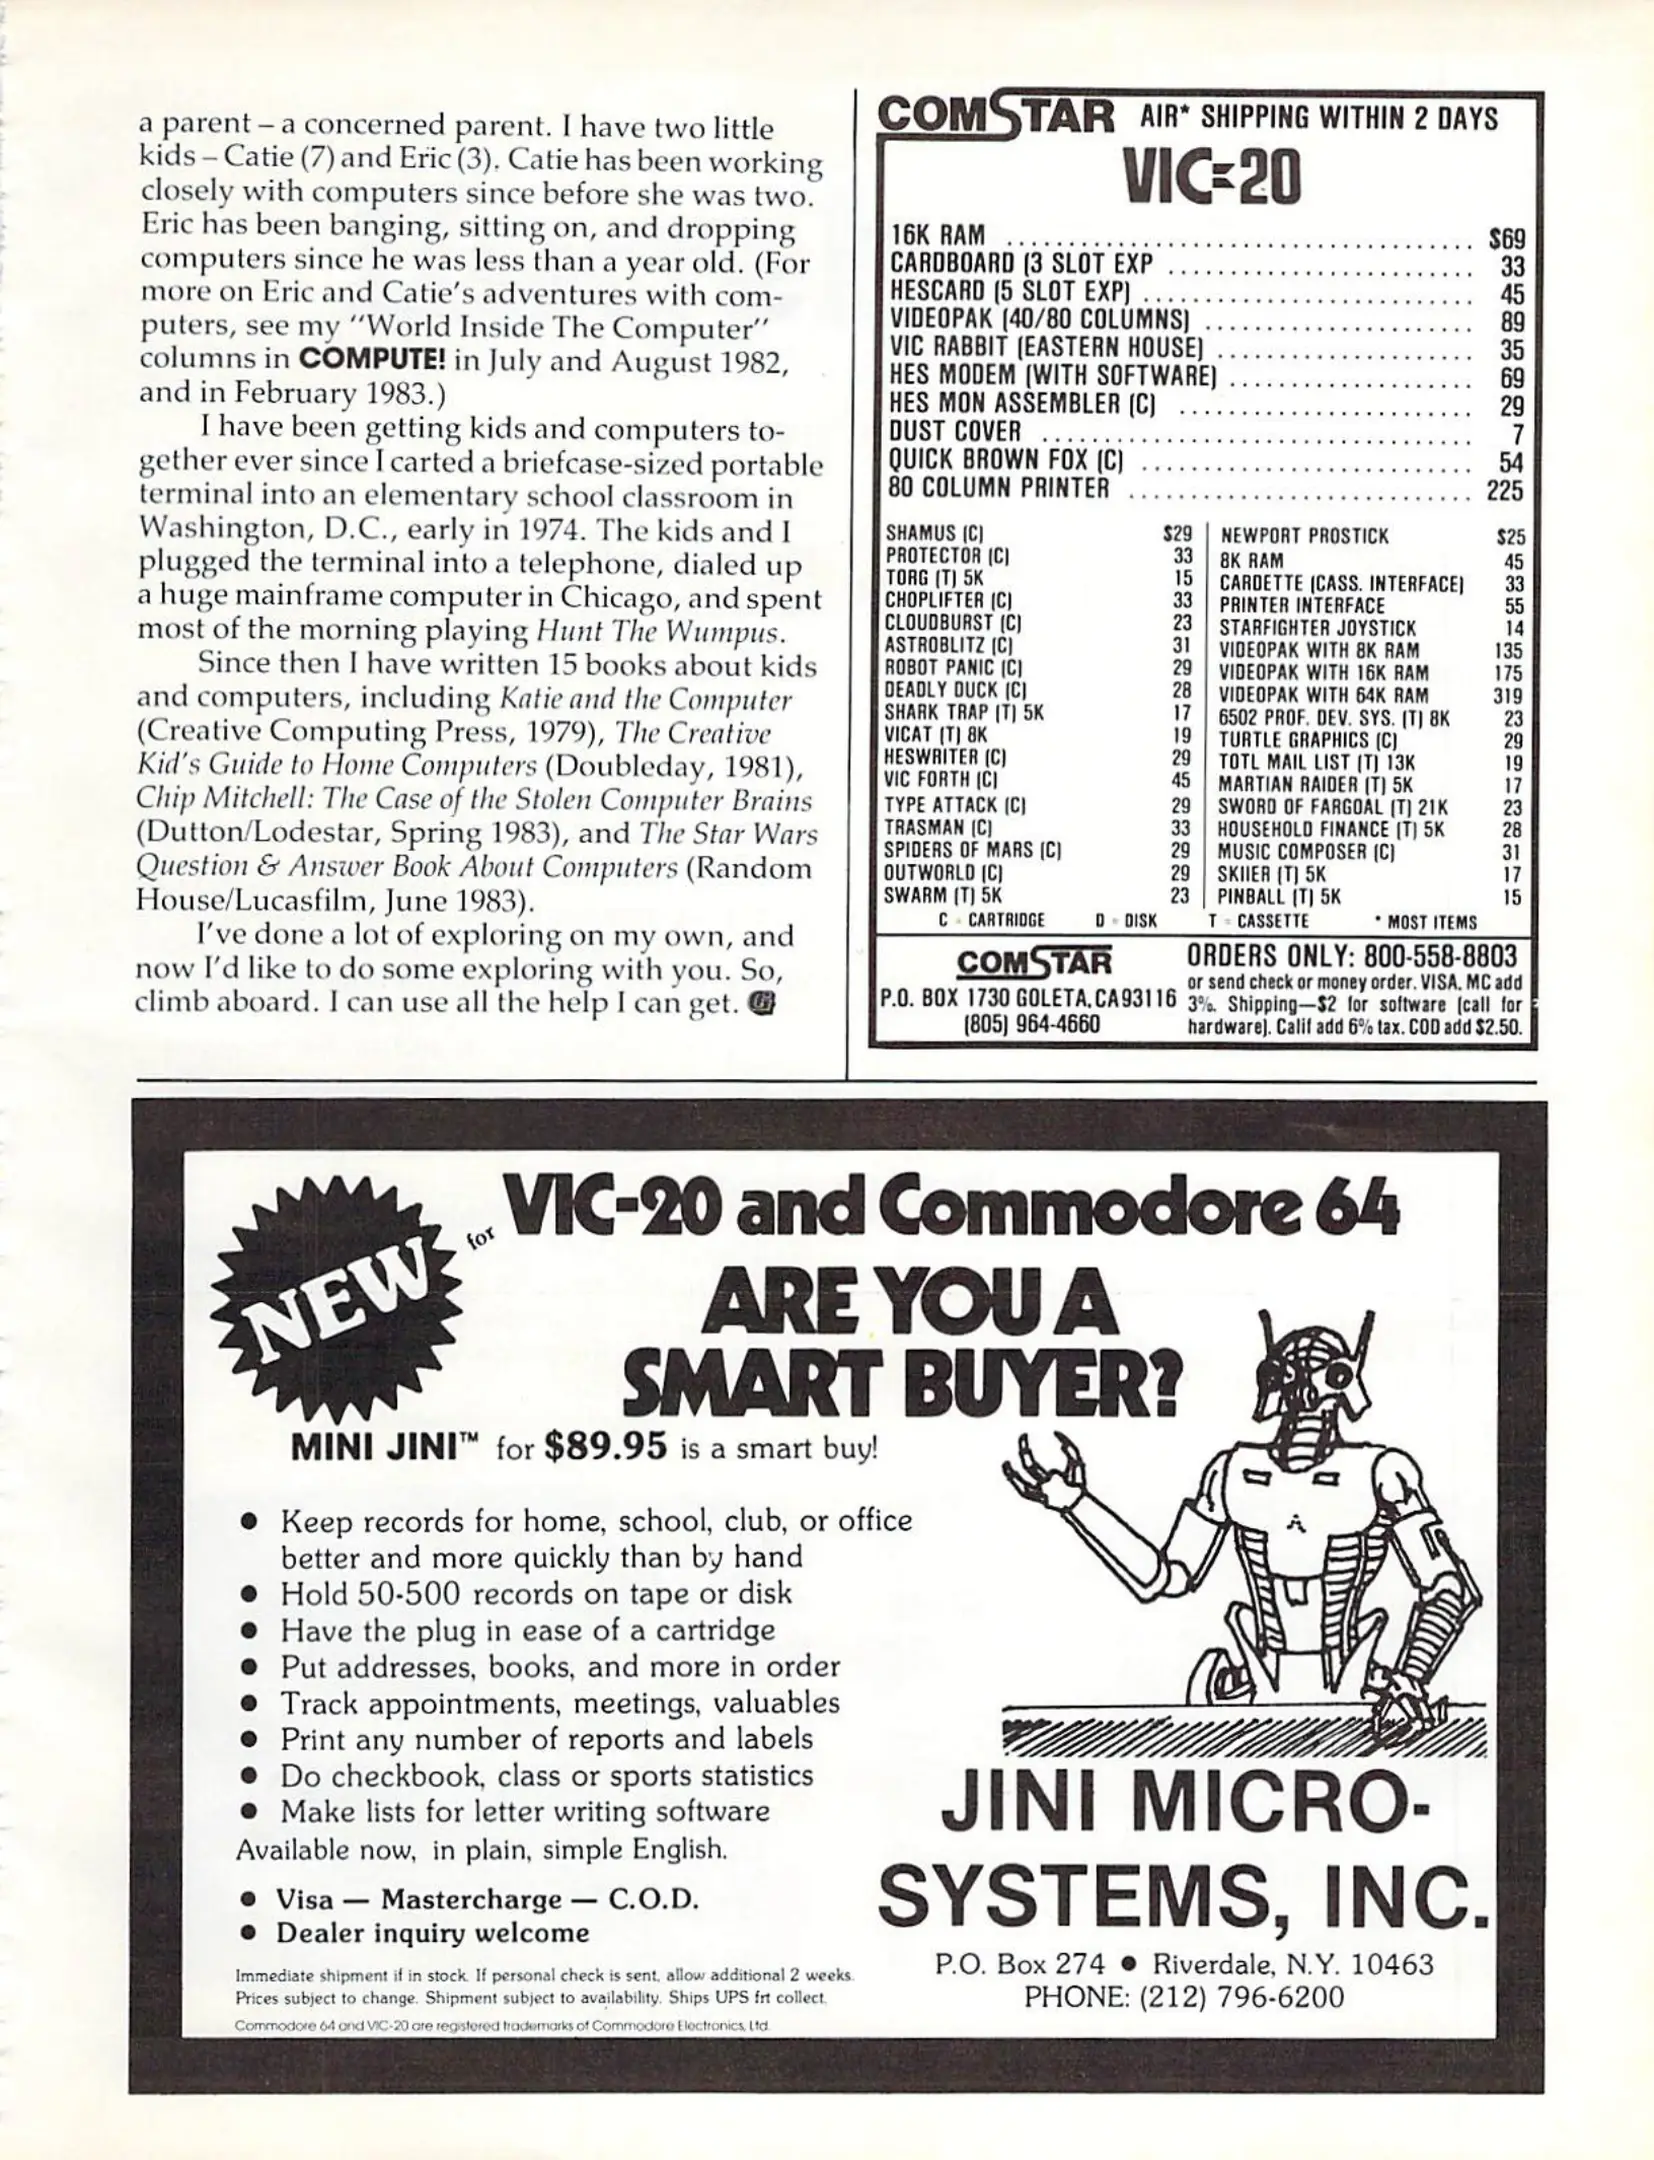 a parent – a concerned parent. I have two little
kids – Catie (7) and Eric (3). Catie has been working
closely with computers since before she was two.
Eric has been banging, sitting on, and dropping
computers since he was less than a year old. (For
more on Eric and Catie's adventures with com-
puters, see my "World Inside The Computer"
columns in COMPUTE! in July and August 1982,
and in February 1983.)
I have been getting kids and computers to-
gether ever since I carted a briefcase-sized portable
terminal into an elementary school classroom in
Washington, D.C., early in 1974. The kids and I
plugged the terminal into a telephone, dialed up
a huge mainframe computer in Chicago, and spent
most of the morning playing Hunt The Wumpus.
Since then I have written 15 books about kids
and computers, including Katie and the Computer
(Creative Computing Press, 1979), The Creative
Kid's Guide to Home Computers (Doubleday, 1981),
Chip Mitchell: The Case of the Stolen Computer Brains
(Dutton/Lodestar, Spring 1983), and The Star Wars
Question & Answer Book About Computers (Random
House/Lucasfilm, June 1983).
I've done a lot of exploring on my own, and
now I'd like to do some exploring with you. So,
climb aboard. I can use all the help I can get. G
COMSTAR AIR* SHIPPING WITHIN 2 DAYS
VIC-20
16K RAM ..................................... $69
CARDBOARD (3 SLOT EXP ........................ 33
HESCARD (5 SLOT EXP) .......................... 45
VIDEOPAK (40/80 COLUMNS) ..................... 89
VIC RABBIT (EASTERN HOUSE) .................... 35
HES MODEM (WITH SOFTWARE) .................... 69
HES MON ASSEMBLER (C) ....................... 29
DUST COVER .................................. 7
QUICK BROWN FOX (C) .......................... 54
80 COLUMN PRINTER ........................... 225
SHAMUS (C) $29
PROTECTOR (C) 33
TORG (T) 5K 15
CHOPLIFTER (C) 33
CLOUDBURST (C) 23
ASTROBLITZ (C) 31
ROBOT PANIC (C) 29
DEADLY DUCK (C) 28
SHARK TRAP (T) 5K 17
VICAT (T) 8K 19
HESWRITER (C) 29
VIC FORTH (C) 45
TYPE ATTACK (C) 29
TRASMAN (C) 33
SPIDERS OF MARS (C) 29
OUTWORLD (C) 29
SWARM (T) 5K 23
NEWPORT PROSTICK $25
8K RAM 45
CARDETTE (CASS. INTERFACE) 33
PRINTER INTERFACE 55
STARFIGHTER JOYSTICK 14
VIDEOPAK WITH 8K RAM 135
VIDEOPAK WITH 16K RAM 175
VIDEOPAK WITH 64K RAM 319
6502 PROF. DEV. SYS. (T) 8K 23
TURTLE GRAPHICS (C) 29
TOTL MAIL LIST (T) 13K 19
MARTIAN RAIDER (T) 5K 17
SWORD OF FARGOAL (T) 21K 23
HOUSEHOLD FINANCE (T) 5K 28
MUSIC COMPOSER (C) 31
SKIIER (T) 5K 17
PINBALL (T) 5K 15
C = CARTRIDGE D = DISK T = CASSETTE * MOST ITEMS
COMSTAR
P.O. BOX 1730 GOLETA, CA 93116
(805) 964-4660
ORDERS ONLY: 800-558-8803
or send check or money order. VISA, MC add
3%. Shipping—$2 for software (call for
hardware). Calif add 6% tax. COD add $2.50.
NEW
for VIC-20 and Commodore 64
ARE YOU A
SMART BUYER?
MINI JINI™ for $89.95 is a smart buy!
● Keep records for home, school, club, or office
better and more quickly than by hand
● Hold 50-500 records on tape or disk
● Have the plug in ease of a cartridge
● Put addresses, books, and more in order
● Track appointments, meetings, valuables
● Print any number of reports and labels
● Do checkbook, class or sports statistics
● Make lists for letter writing software
Available now, in plain, simple English.
● Visa — Mastercharge — C.O.D.
● Dealer inquiry welcome
Immediate shipment if in stock. If personal check is sent, allow additional 2 weeks.
Prices subject to change. Shipment subject to availability. Ships UPS frt collect.
Commodore 64 and VIC-20 are registered trademarks of Commodore Electronics, Ltd.
JINI MICRO-
SYSTEMS, INC.
P.O. Box 274 ● Riverdale, N.Y. 10463
PHONE: (212) 796-6200